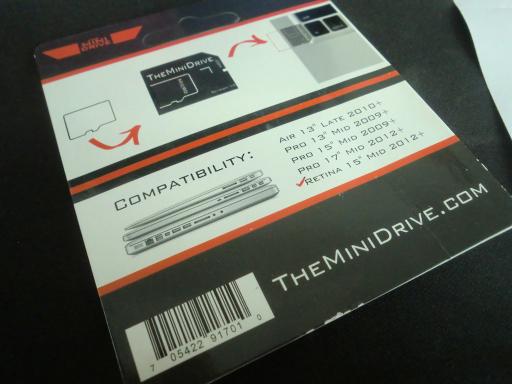 THEMINIDRIVE
COMPATIBILITY:
AIR 13" LATE 2010+
PRO 13" MID 2009+
PRO 15" MID 2009+
PRO 17" MID 2012+
RETINA 15" MID 2012+
THEMINIDRIVE.COM
7 05422 91701 0